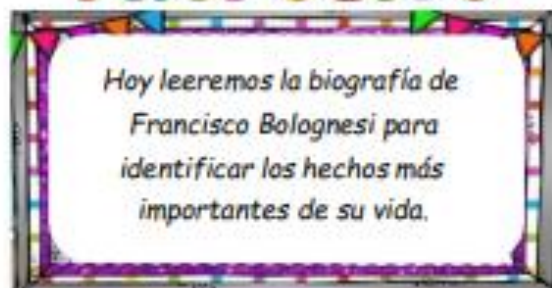 Hoy leeremos la biografía de
Francisco Bolognesi para
identificar los hechos más
importantes de su vida.